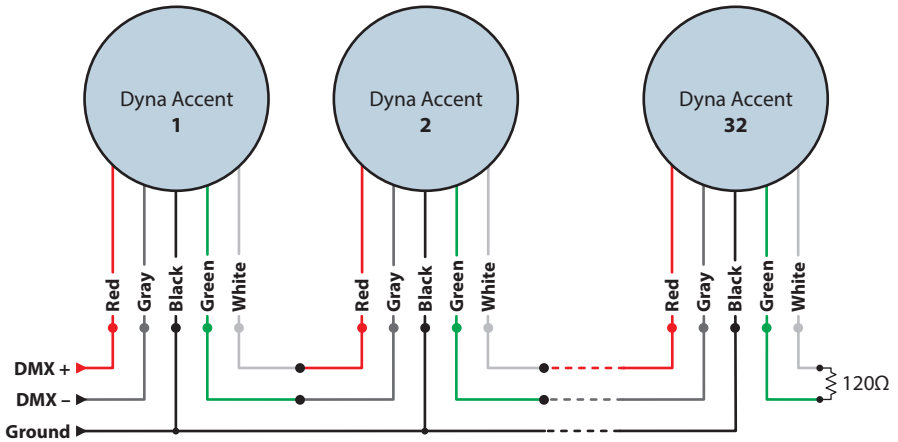 Dyna Accent
1
Dyna Accent
2
Dyna Accent
32
Red
Gray
Black
Green
White
Red
Gray
Black
Green
White
Red
Gray
Black
Green
White
DMX +
DMX –
Ground
120Ω